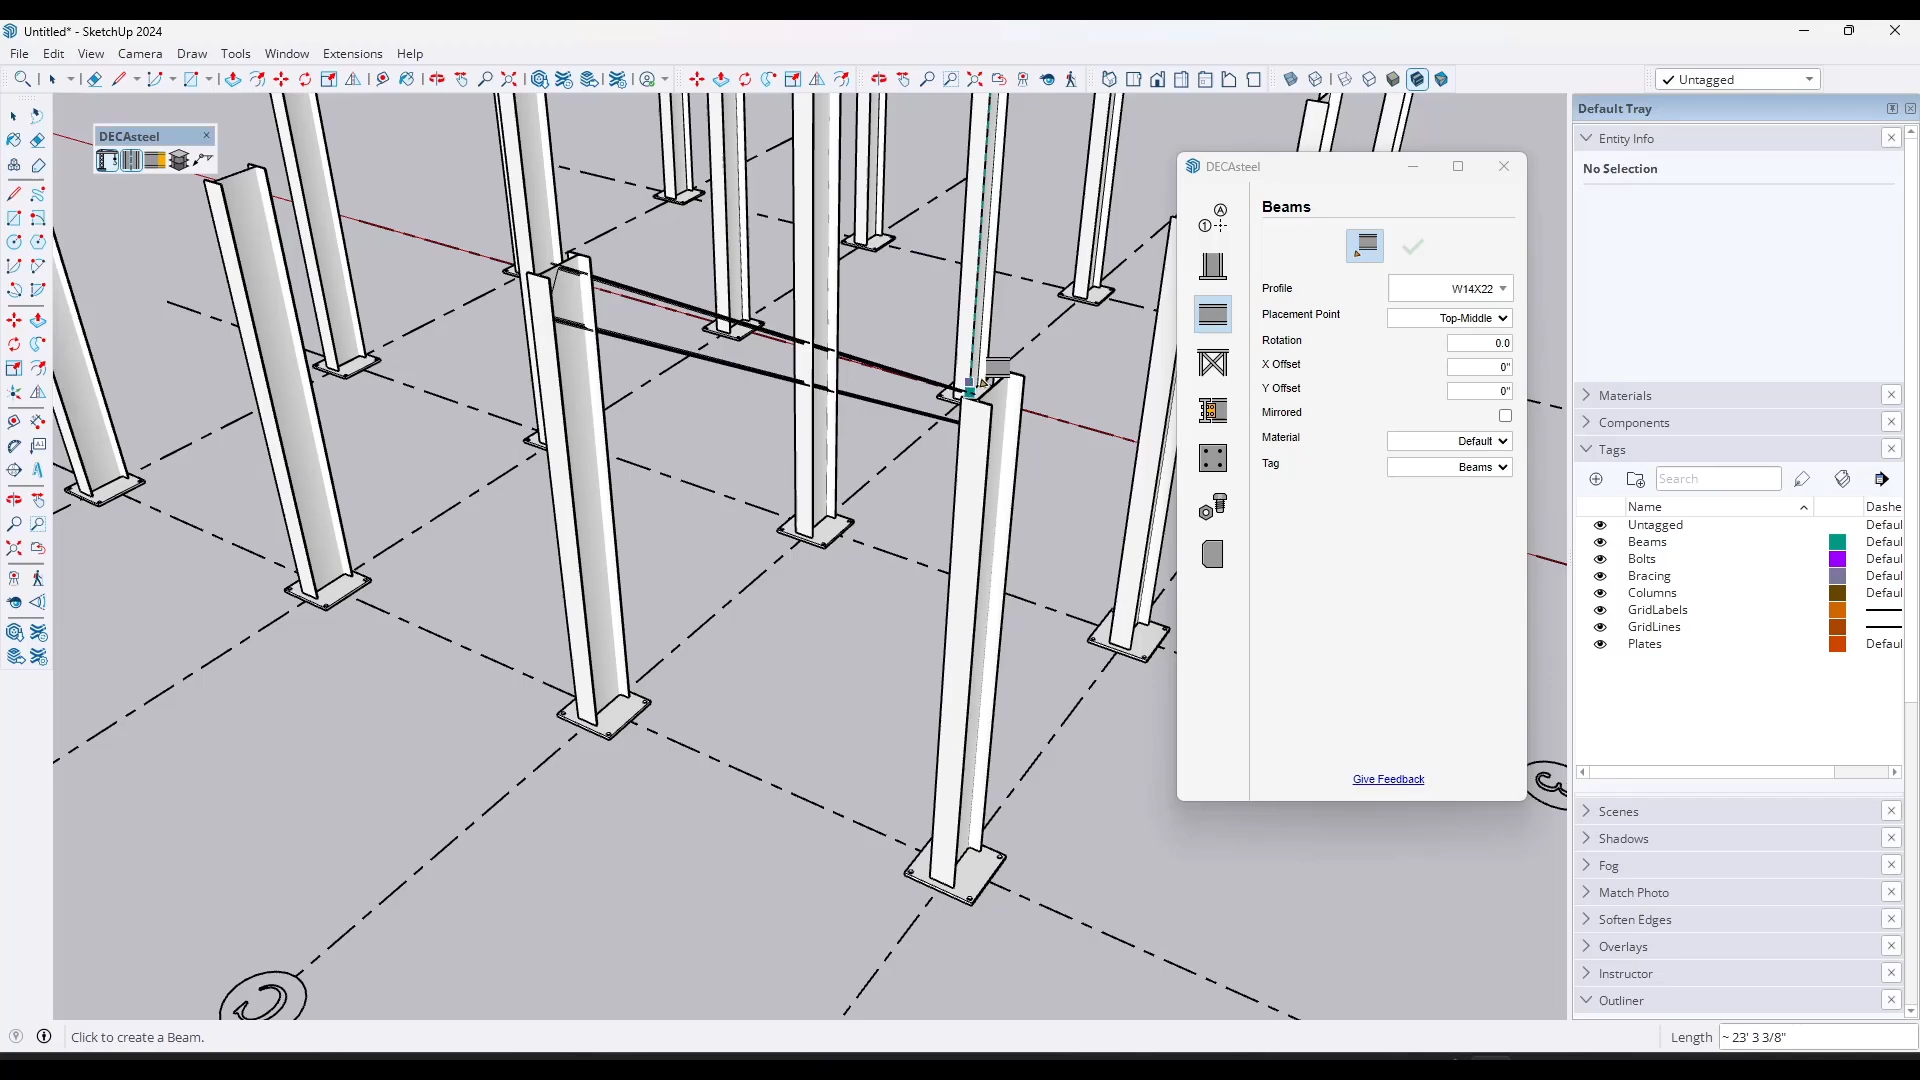 Untitled* - SketchUp 2024
File Edit View Camera Draw Tools Window Extensions Help
Untagged
DECAsteel
DECAsteel
Beams
Profile W14X22
Placement Point Top-Middle
Rotation 0.0
X Offset 0"
Y Offset 0"
Mirrored
Material Default
Tag Beams
Give Feedback
Default Tray
Entity Info
No Selection
Materials
Components
Tags
Search
Name Dashe
Untagged Defaul
Beams Defaul
Bolts Defaul
Bracing Defaul
Columns Defaul
GridLabels
GridLines
Plates Defaul
Scenes
Shadows
Fog
Match Photo
Soften Edges
Overlays
Instructor
Outliner
C
3
Click to create a Beam.
Length ~ 23' 3 3/8"